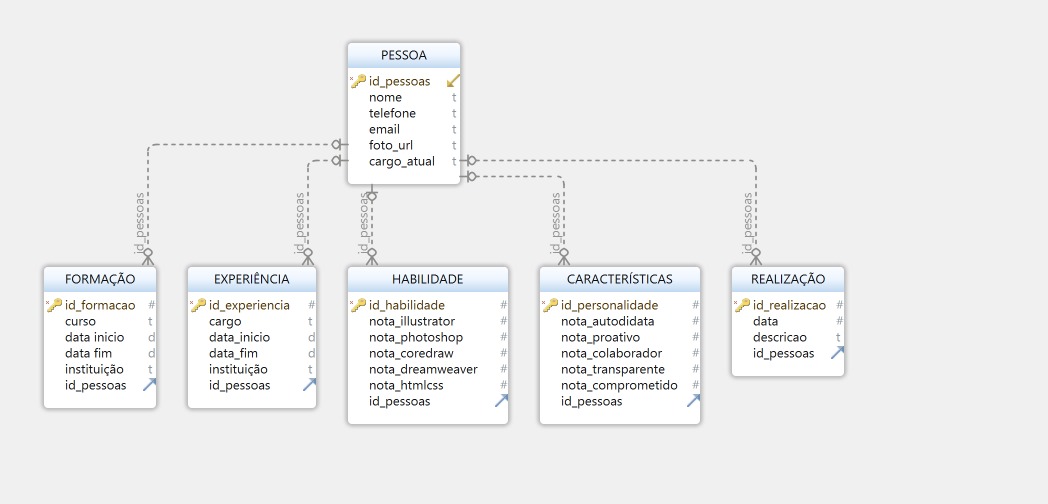 PESSOA
id_pessoas
nome t
telefone t
email t
foto_url t
cargo_atual t
id_pessoas
id_pessoas
id_pessoas
id_pessoas
id_pessoas
FORMAÇÃO
id_formacao #
curso t
data inicio d
data fim d
instituição t
id_pessoas
EXPERIÊNCIA
id_experiencia #
cargo t
data_inicio d
data_fim d
instituição t
id_pessoas
HABILIDADE
id_habilidade #
nota_illustrator #
nota_photoshop #
nota_coredraw #
nota_dreamweaver #
nota_htmlcss #
id_pessoas
CARACTERÍSTICAS
id_personalidade #
nota_autodidata #
nota_proativo #
nota_colaborador #
nota_transparente #
nota_comprometido #
id_pessoas
REALIZAÇÃO
id_realizacao #
data #
descricao t
id_pessoas